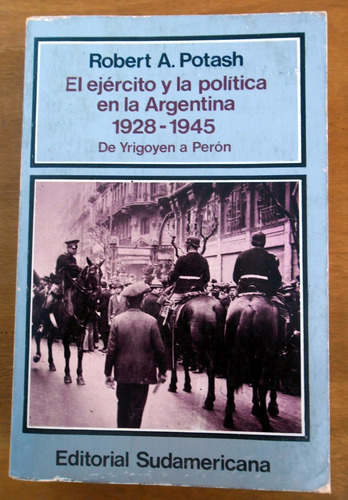 Robert A. Potash
El ejército y la política
en la Argentina
1928-1945
De Yrigoyen a Perón
Editorial Sudamericana